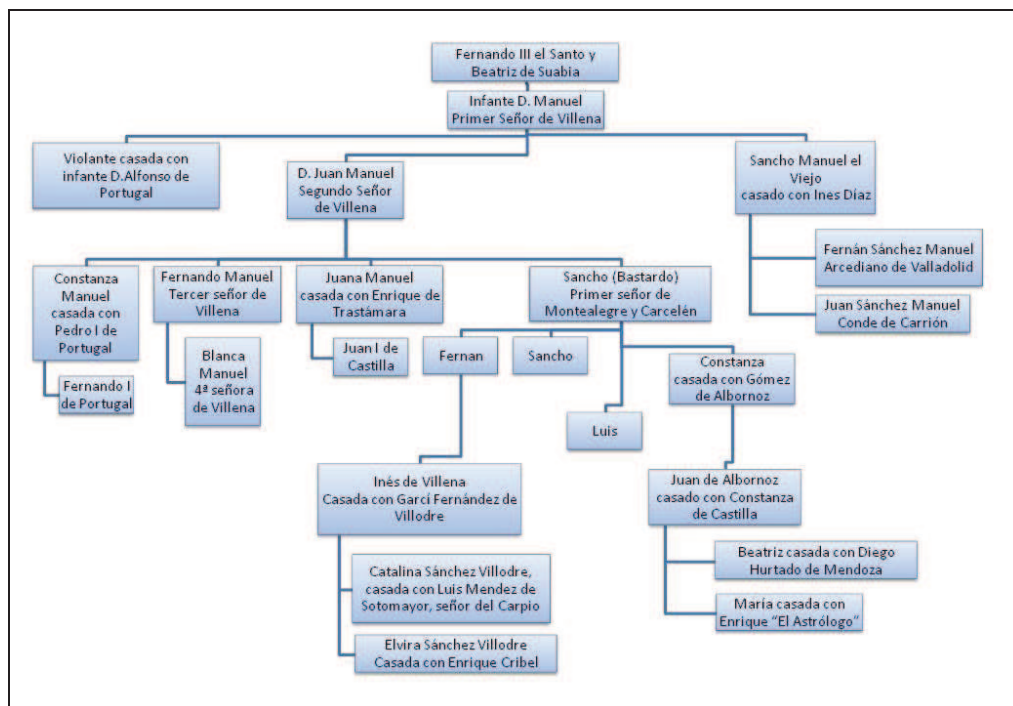 Fernando III el Santo y
Beatriz de Suabia
Infante D. Manuel
Primer Señor de Villena
Violante casada con
infante D.Alfonso de
Portugal
D. Juan Manuel
Segundo Señor
de Villena
Sancho Manuel el
Viejo
casado con Ines Díaz
Fernán Sánchez Manuel
Arcediano de Valladolid
Juan Sánchez Manuel
Conde de Carrión
Constanza
Manuel
casada con
Pedro I de
Portugal
Fernando Manuel
Tercer señor de
Villena
Juana Manuel
casada con Enrique de
Trastámara
Sancho (Bastardo)
Primer señor de
Montealegre y Carcelén
Fernando I
de Portugal
Blanca
Manuel
4ª señora
de Villena
Juan I de
Castilla
Fernan
Sancho
Luis
Constanza
casada con Gómez
de Albornoz
Inés de Villena
Casada con Garcí Fernández de
Villodre
Juan de Albornoz
casado con Constanza
de Castilla
Catalina Sánchez Villodre,
casada con Luis Mendez de
Sotomayor, señor del Carpio
Elvira Sánchez Villodre
Casada con Enrique Cribel
Beatriz casada con Diego
Hurtado de Mendoza
María casada con
Enrique "El Astrólogo"